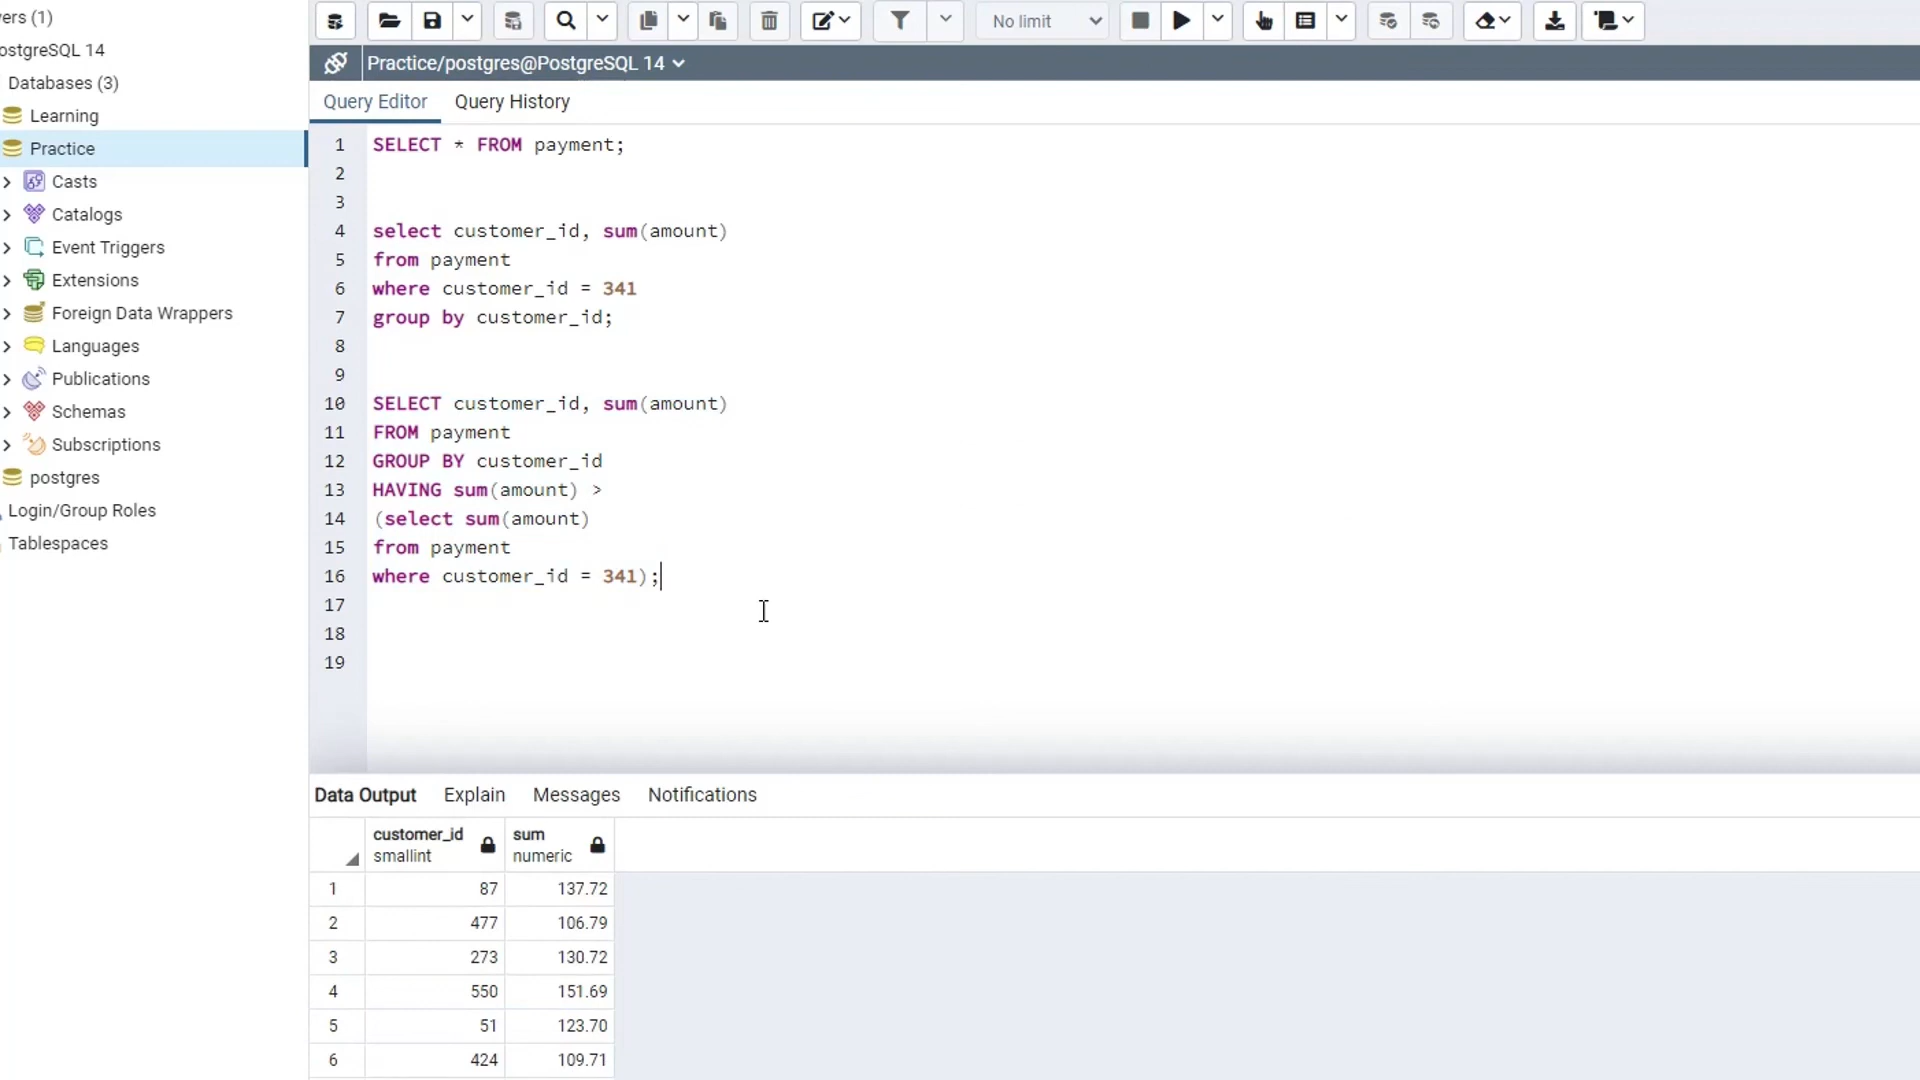 ers (1)
ostgreSQL 14
Databases (3)
Learning
Practice
Casts
Catalogs
Event Triggers
Extensions
Foreign Data Wrappers
Languages
Publications
Schemas
Subscriptions
postgres
Login/Group Roles
Tablespaces
No limit
Practice/postgres@PostgreSQL 14
Query Editor Query History
1 SELECT * FROM payment;
2
3
4 select customer_id, sum(amount)
5 from payment
6 where customer_id = 341
7 group by customer_id;
8
9
10 SELECT customer_id, sum(amount)
11 FROM payment
12 GROUP BY customer_id
13 HAVING sum(amount) >
14 (select sum(amount)
15 from payment
16 where customer_id = 341);
17
18
19
Data Output Explain Messages Notifications
customer_id sum
smallint numeric
1 87 137.72
2 477 106.79
3 273 130.72
4 550 151.69
5 51 123.70
6 424 109.71